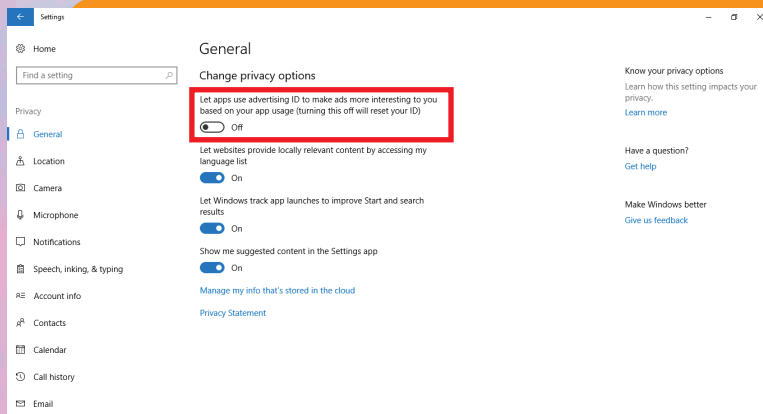 Settings
Home
Find a setting
Privacy
General
Location
Camera
Microphone
Notifications
Speech, inking, & typing
Account info
Contacts
Calendar
Call history
Email
General
Change privacy options
Let apps use advertising ID to make ads more interesting to you
based on your app usage (turning this off will reset your ID)
Off
Let websites provide locally relevant content by accessing my
language list
On
Let Windows track app launches to improve Start and search
results
On
Show me suggested content in the Settings app
On
Manage my info that's stored in the cloud
Privacy Statement
Know your privacy options
Learn how this setting impacts your
privacy.
Learn more
Have a question?
Get help
Make Windows better
Give us feedback